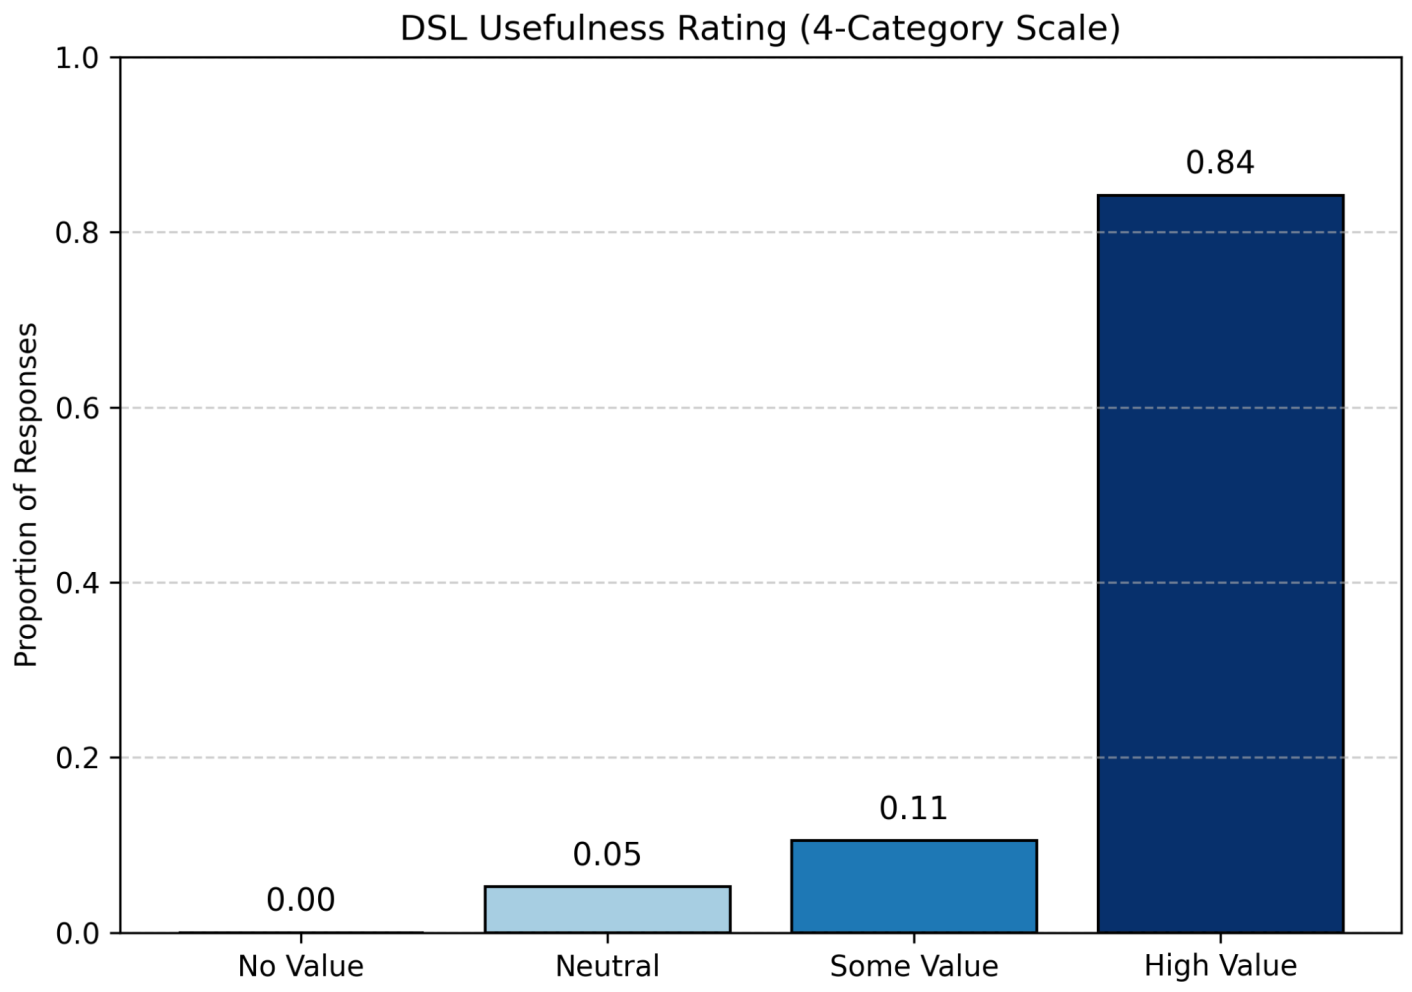 DSL Usefulness Rating (4-Category Scale)
1.0
0.8
0.6
0.4
0.2
0.0
Proportion of Responses
0.00
0.05
0.11
0.84
No Value
Neutral
Some Value
High Value